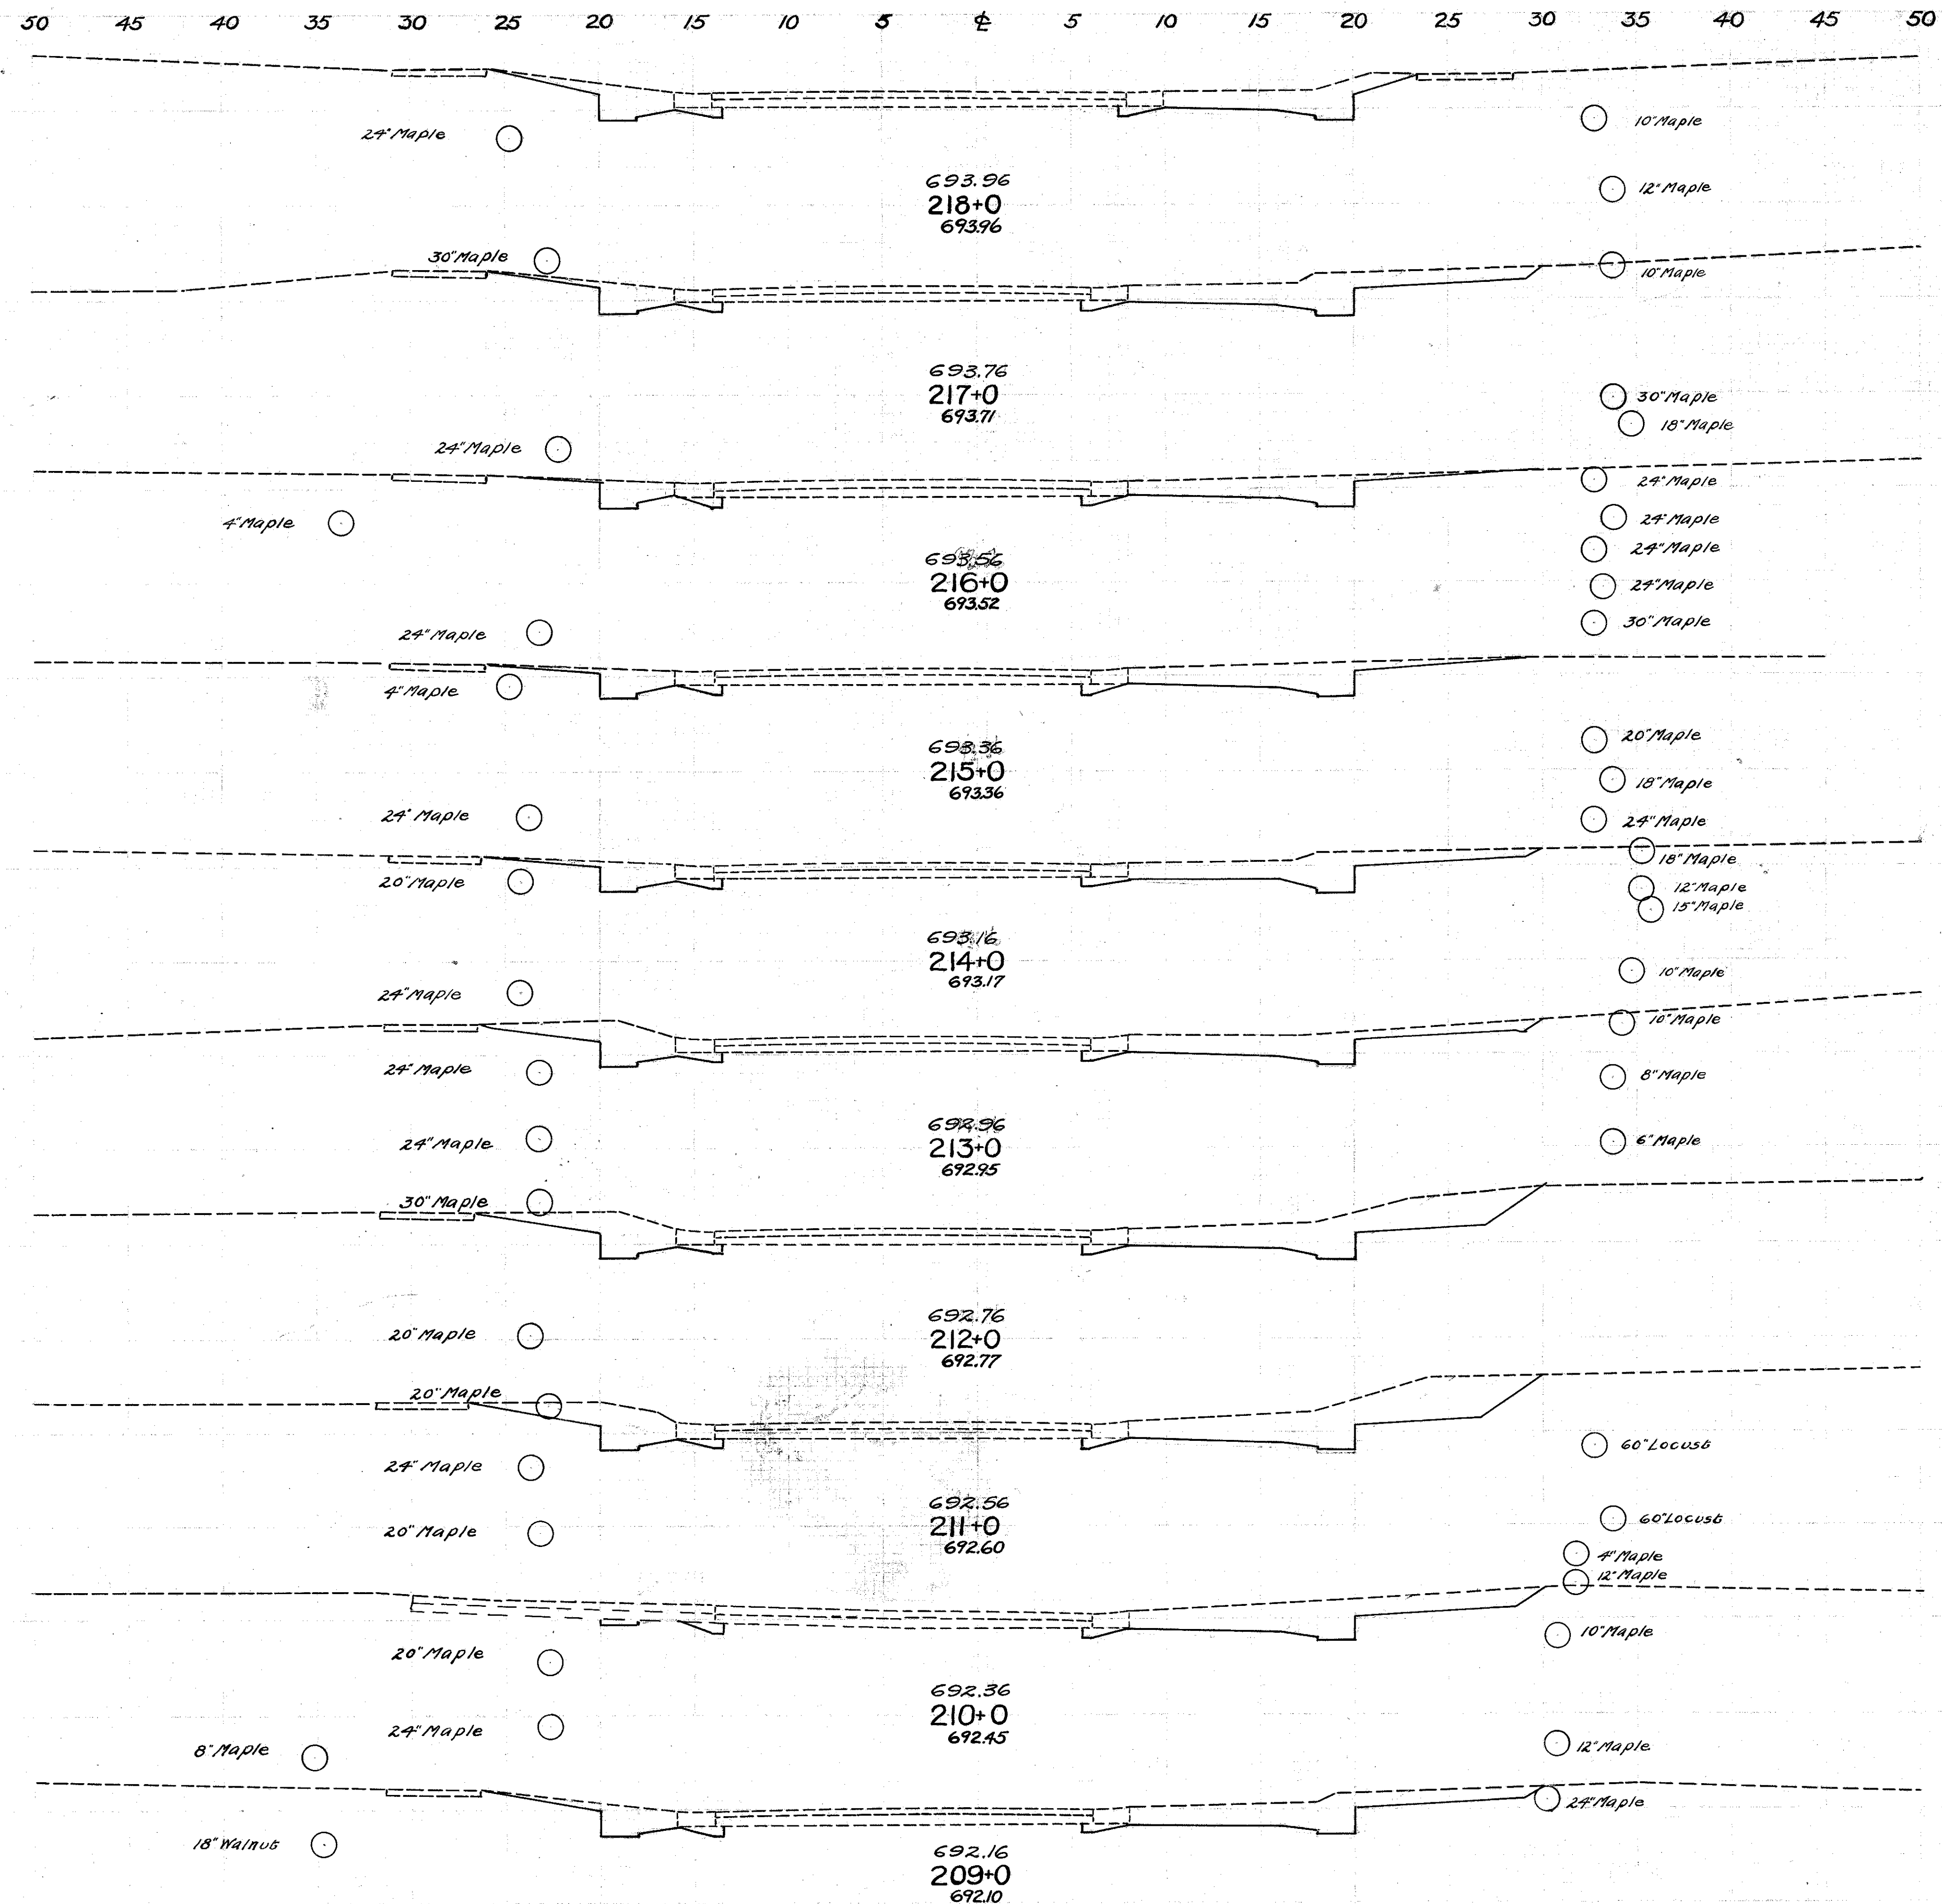 50 45 40 35 30 25 20 15 10 5 ℄ 5 10 15 20 25 30 35 40 45 50
24" Maple
10" Maple
693.96
12" Maple
218+0
693.96
30" Maple
10" Maple
693.76
217+0
30" Maple
693.71
18" Maple
24" Maple
24" Maple
4" Maple
24" Maple
24" Maple
693.56
216+0
24" Maple
693.52
30" Maple
24" Maple
4" Maple
20" Maple
693.36
215+0
18" Maple
693.36
24" Maple
24" Maple
18" Maple
20" Maple
12" Maple
15" Maple
693.16
214+0
10" Maple
693.17
24" Maple
10" Maple
24" Maple
8" Maple
692.96
24" Maple
6" Maple
213+0
692.95
30" Maple
692.76
20" Maple
212+0
692.77
20" Maple
60" Locust
24" Maple
692.56
60" Locust
20" Maple
211+0
692.60
4" Maple
12" Maple
10" Maple
20" Maple
692.36
210+0
24" Maple
692.45
8" Maple
12" Maple
24" Maple
18" Walnut
692.16
209+0
692.10